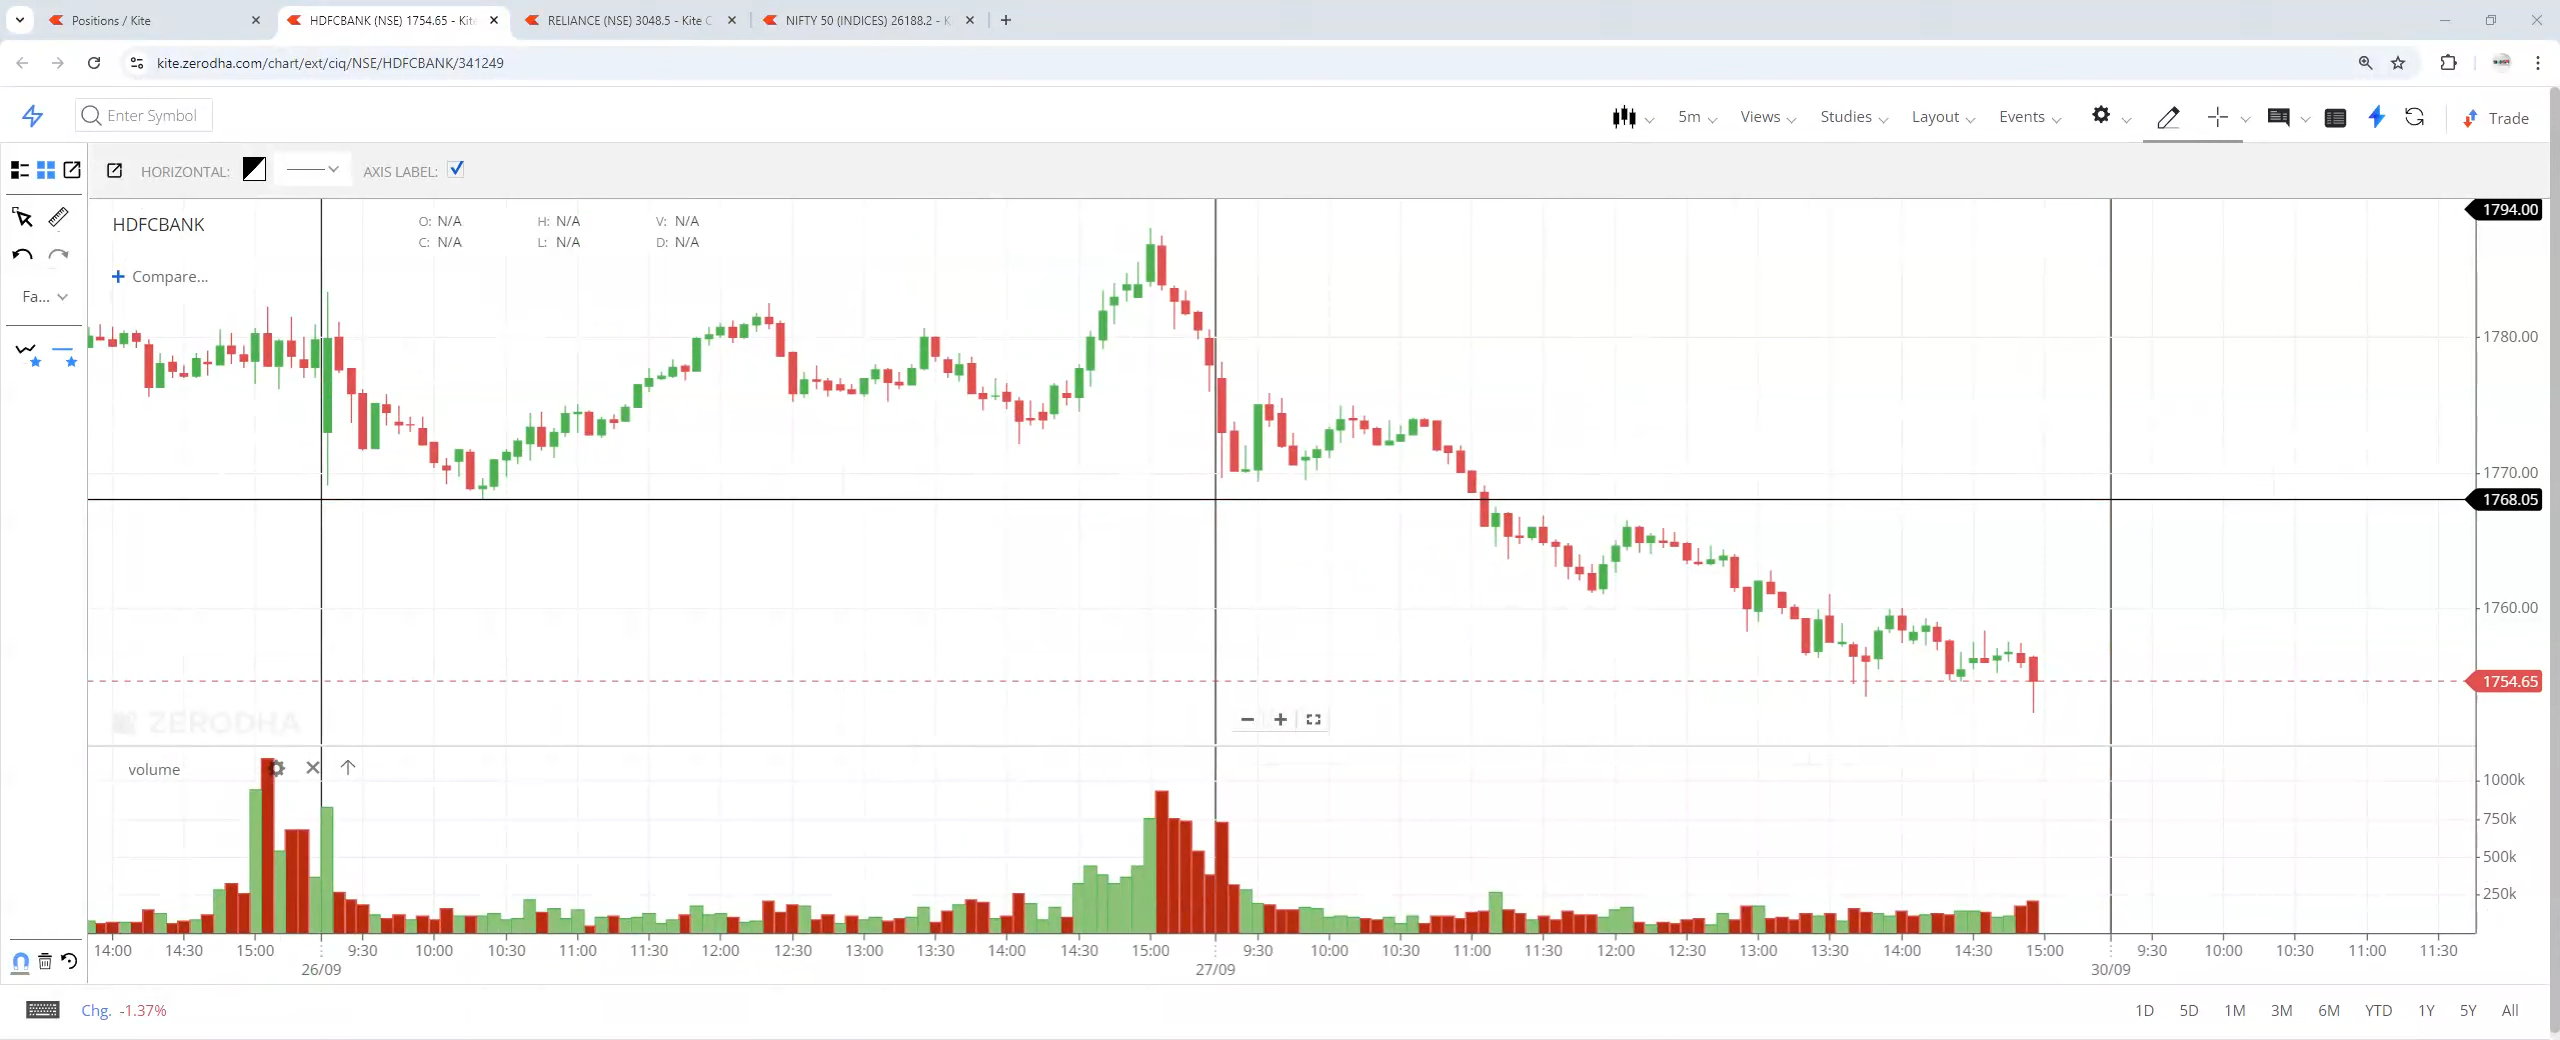 Positions / Kite
HDFCBANK (NSE) 1754.65 - Kite
RELIANCE (NSE) 3048.5 - Kite C
NIFTY 50 (INDICES) 26188.2 - K
kite.zerodha.com/chart/ext/ciq/NSE/HDFCBANK/341249
Enter Symbol
5m Views Studies Layout Events Trade
HORIZONTAL: AXIS LABEL:
HDFCBANK
O: N/A H: N/A V: N/A
C: N/A L: N/A D: N/A
Compare...
Fa...
1794.00
1780.00
1770.00
1768.05
1760.00
1754.65
ZERODHA
volume
1000k
750k
500k
250k
14:00 14:30 15:00 9:30 10:00 10:30 11:00 11:30 12:00 12:30 13:00 13:30 14:00 14:30 15:00 9:30 10:00 10:30 11:00 11:30 12:00 12:30 13:00 13:30 14:00 14:30 15:00 9:30 10:00 10:30 11:00 11:30
26/09 27/09 30/09
Chg. -1.37%
1D 5D 1M 3M 6M YTD 1Y 5Y All